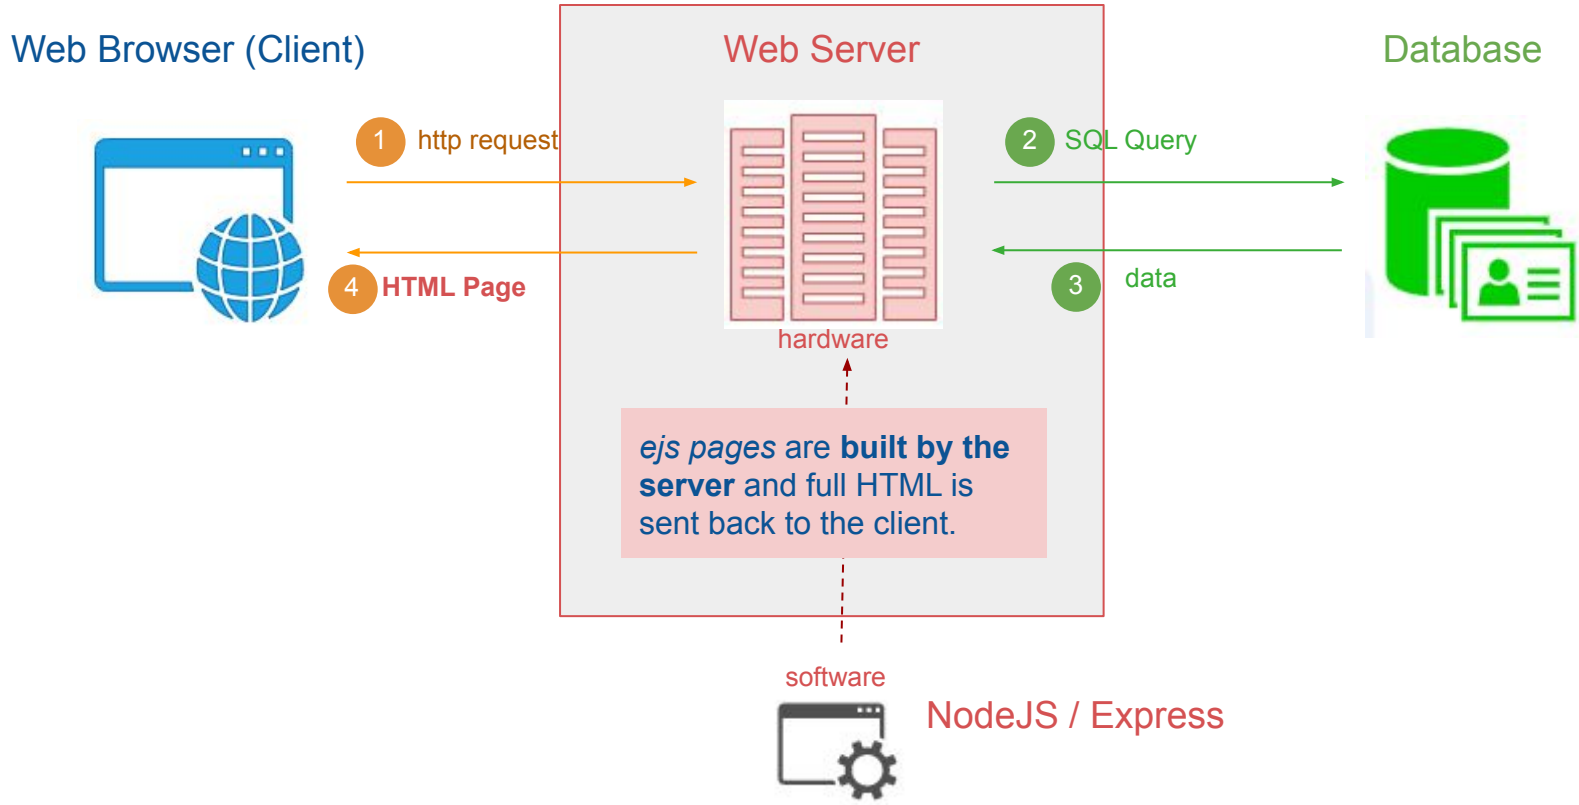 Web Browser (Client)
Web Server
Database
1 http request
2 SQL Query
4 HTML Page
3 data
hardware
ejs pages are built by the
server and full HTML is
sent back to the client.
software
NodeJS / Express